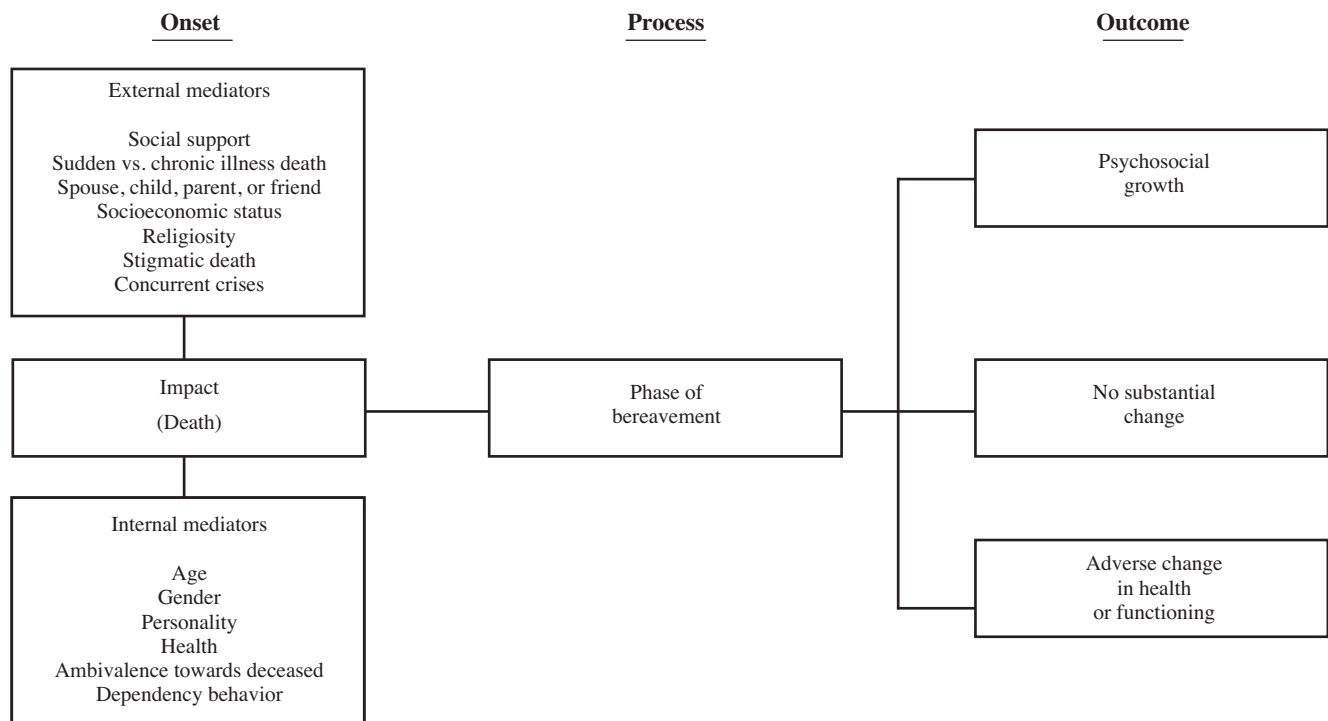 Onset
Process
Outcome
External mediators
Social support
Sudden vs. chronic illness death
Spouse, child, parent, or friend
Socioeconomic status
Religiosity
Stigmatic death
Concurrent crises
Impact
(Death)
Internal mediators
Age
Gender
Personality
Health
Ambivalence towards deceased
Dependency behavior
Phase of
bereavement
Psychosocial
growth
No substantial
change
Adverse change
in health
or functioning